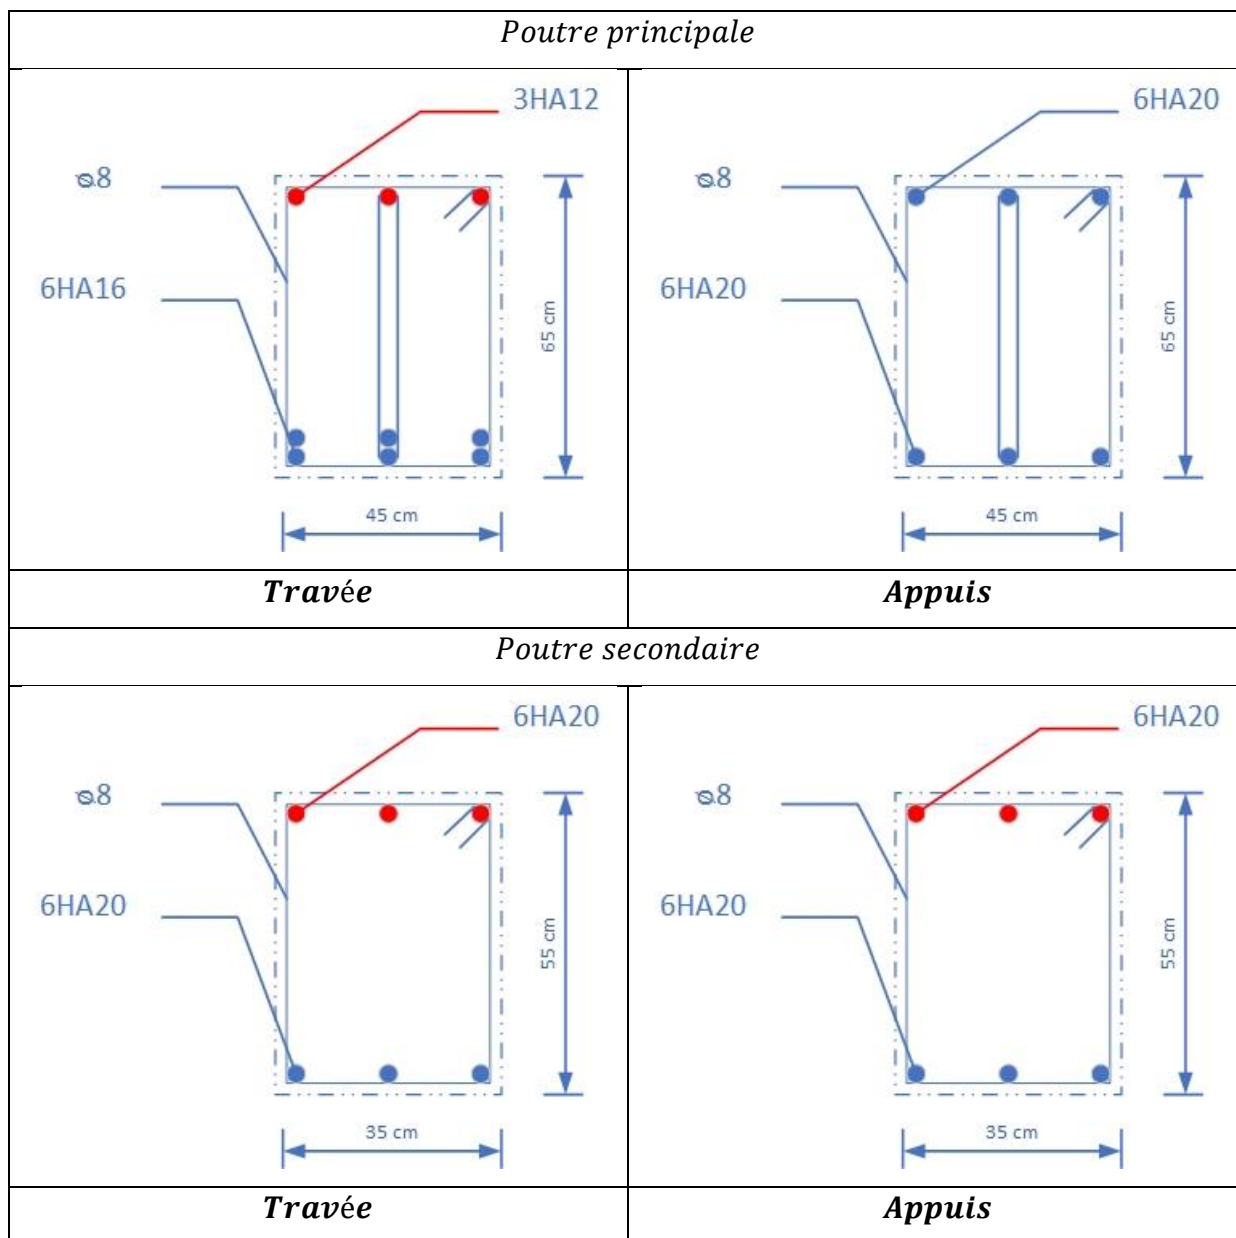 Poutre principale
3HA12
ø8
6HA16
65 cm
45 cm
6HA20
ø8
6HA20
65 cm
45 cm
Travée
Appuis
Poutre secondaire
6HA20
ø8
6HA20
55 cm
35 cm
6HA20
ø8
6HA20
55 cm
35 cm
Travée
Appuis